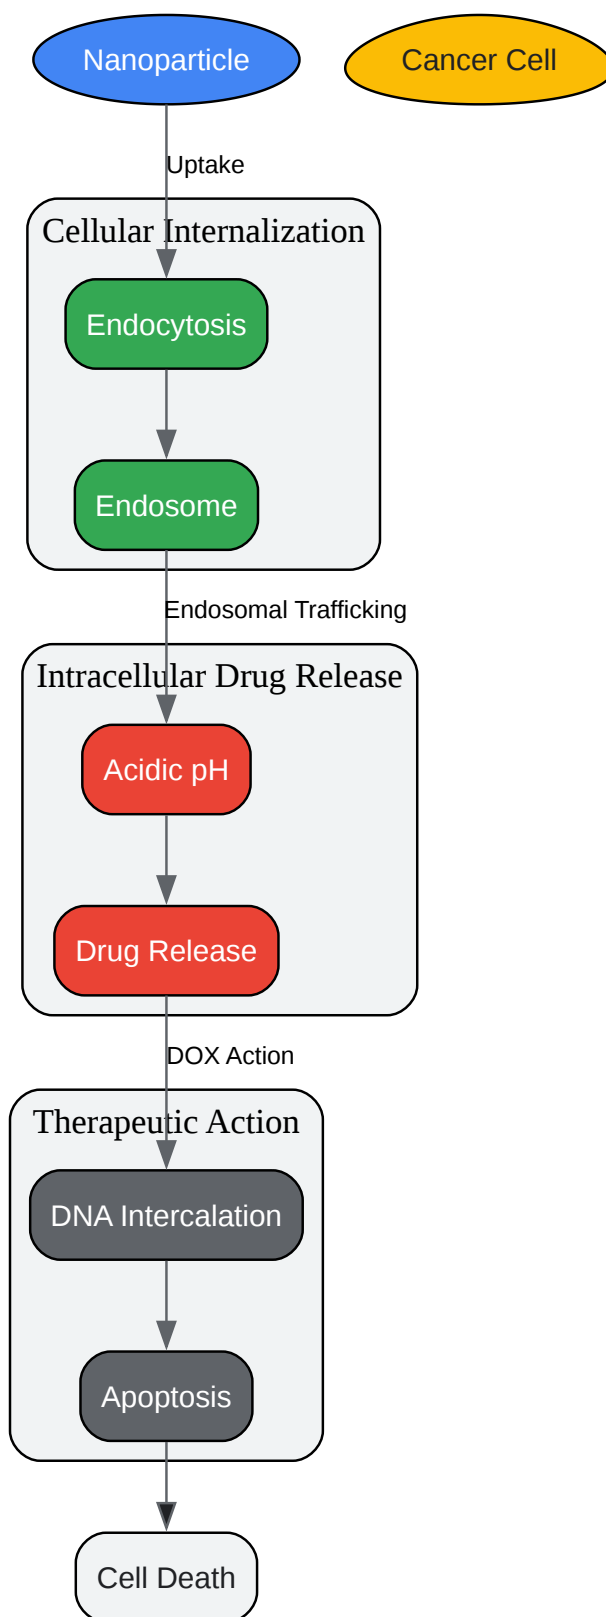 Nanoparticle
Cancer Cell
Uptake
Cellular Internalization
Endocytosis
Endosome
Endosomal Trafficking
Intracellular Drug Release
Acidic pH
Drug Release
DOX Action
Therapeutic Action
DNA Intercalation
Apoptosis
Cell Death